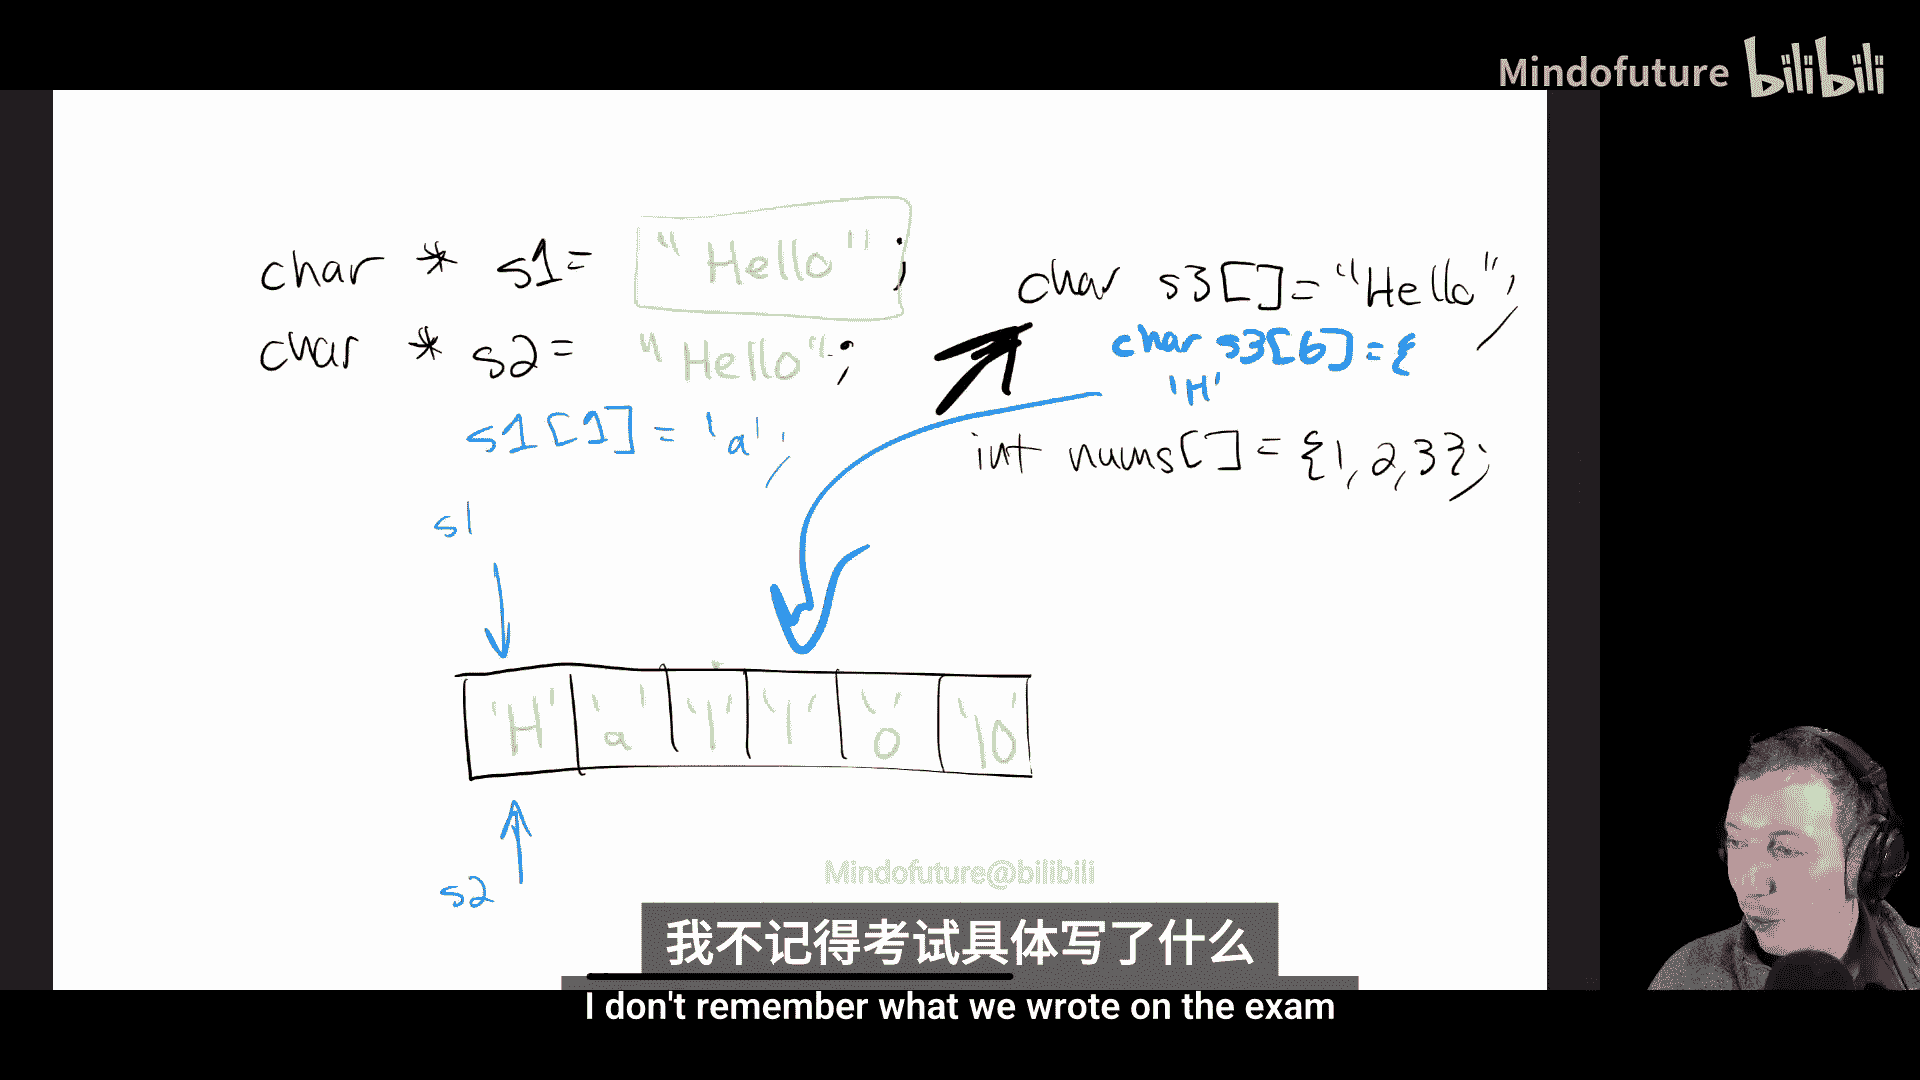 Mindofuture bilibili
char * s1= "Hello";
char * s2= "Hello";
s1[1] = 'a';
char s3[]="Hello";
char s3[6]={
'H'
int nums[]={1,2,3};
s1
'H' 'a' 'l' 'l' 'o' '\0'
s2
Mindofuture@bilibili
我不记得考试具体写了什么
I don't remember what we wrote on the exam